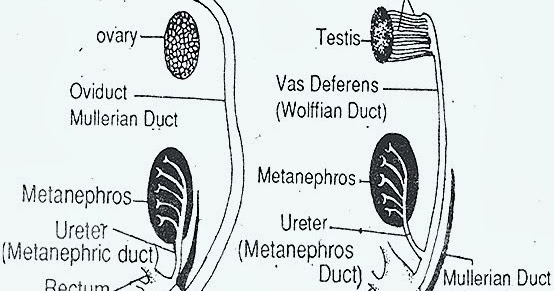 ovary
Oviduct
Mullerian Duct
Metanephros
Ureter
(Metanephric duct)
Rectum
Testis
Vas Deferens
(Wolffian Duct)
Metanephros
Ureter
(Metanephros
Duct)
Mullerian Duct